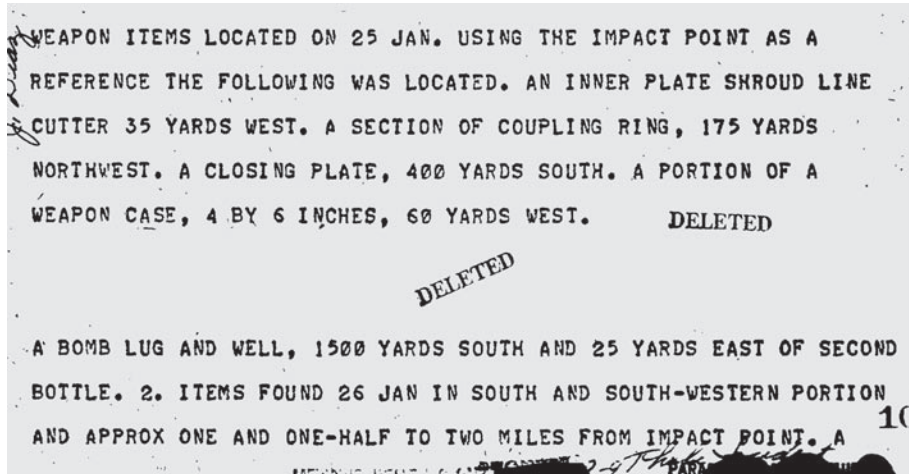 WEAPON ITEMS LOCATED ON 25 JAN. USING THE IMPACT POINT AS A
REFERENCE THE FOLLOWING WAS LOCATED. AN INNER PLATE SHROUD LINE
CUTTER 35 YARDS WEST. A SECTION OF COUPLING RING, 175 YARDS
NORTHWEST. A CLOSING PLATE, 400 YARDS SOUTH. A PORTION OF A
WEAPON CASE, 4 BY 6 INCHES, 60 YARDS WEST. DELETED
DELETED
A BOMB LUG AND WELL, 1500 YARDS SOUTH AND 25 YARDS EAST OF SECOND
BOTTLE. 2. ITEMS FOUND 26 JAN IN SOUTH AND SOUTH-WESTERN PORTION
10
AND APPROX ONE AND ONE-HALF TO TWO MILES FROM IMPACT POINT. A
PARA